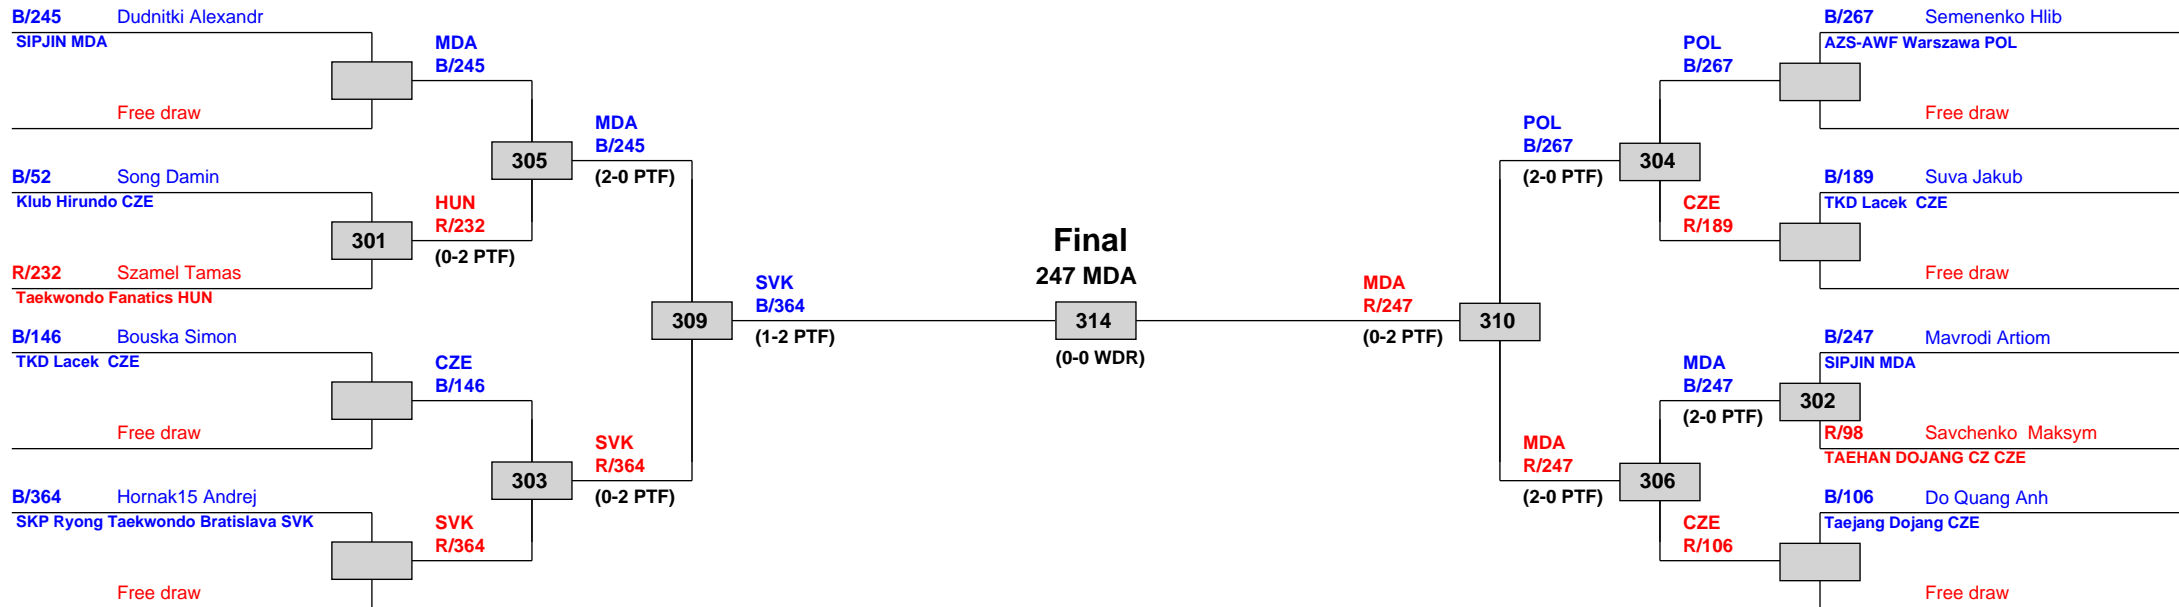 B/245 Dudnitki Alexandr
SIPJIN MDA
Free draw
MDA
B/245
B/52 Song Damin
Klub Hirundo CZE
301
R/232 Szamel Tamas
Taekwondo Fanatics HUN
HUN
R/232
(0-2 PTF)
305
MDA
B/245
(2-0 PTF)
B/146 Bouska Simon
TKD Lacek CZE
Free draw
CZE
B/146
B/364 Hornak15 Andrej
SKP Ryong Taekwondo Bratislava SVK
Free draw
SVK
R/364
303
SVK
R/364
(0-2 PTF)
309
SVK
B/364
(1-2 PTF)
Final
247 MDA
314
(0-0 WDR)
MDA
R/247
(0-2 PTF)
310
POL
B/267
(2-0 PTF)
304
POL
B/267
B/267 Semenenko Hlib
AZS-AWF Warszawa POL
Free draw
CZE
R/189
B/189 Suva Jakub
TKD Lacek CZE
Free draw
MDA
R/247
(2-0 PTF)
306
MDA
B/247
(2-0 PTF)
302
B/247 Mavrodi Artiom
SIPJIN MDA
R/98 Savchenko Maksym
TAEHAN DOJANG CZ CZE
CZE
R/106
B/106 Do Quang Anh
Taejang Dojang CZE
Free draw